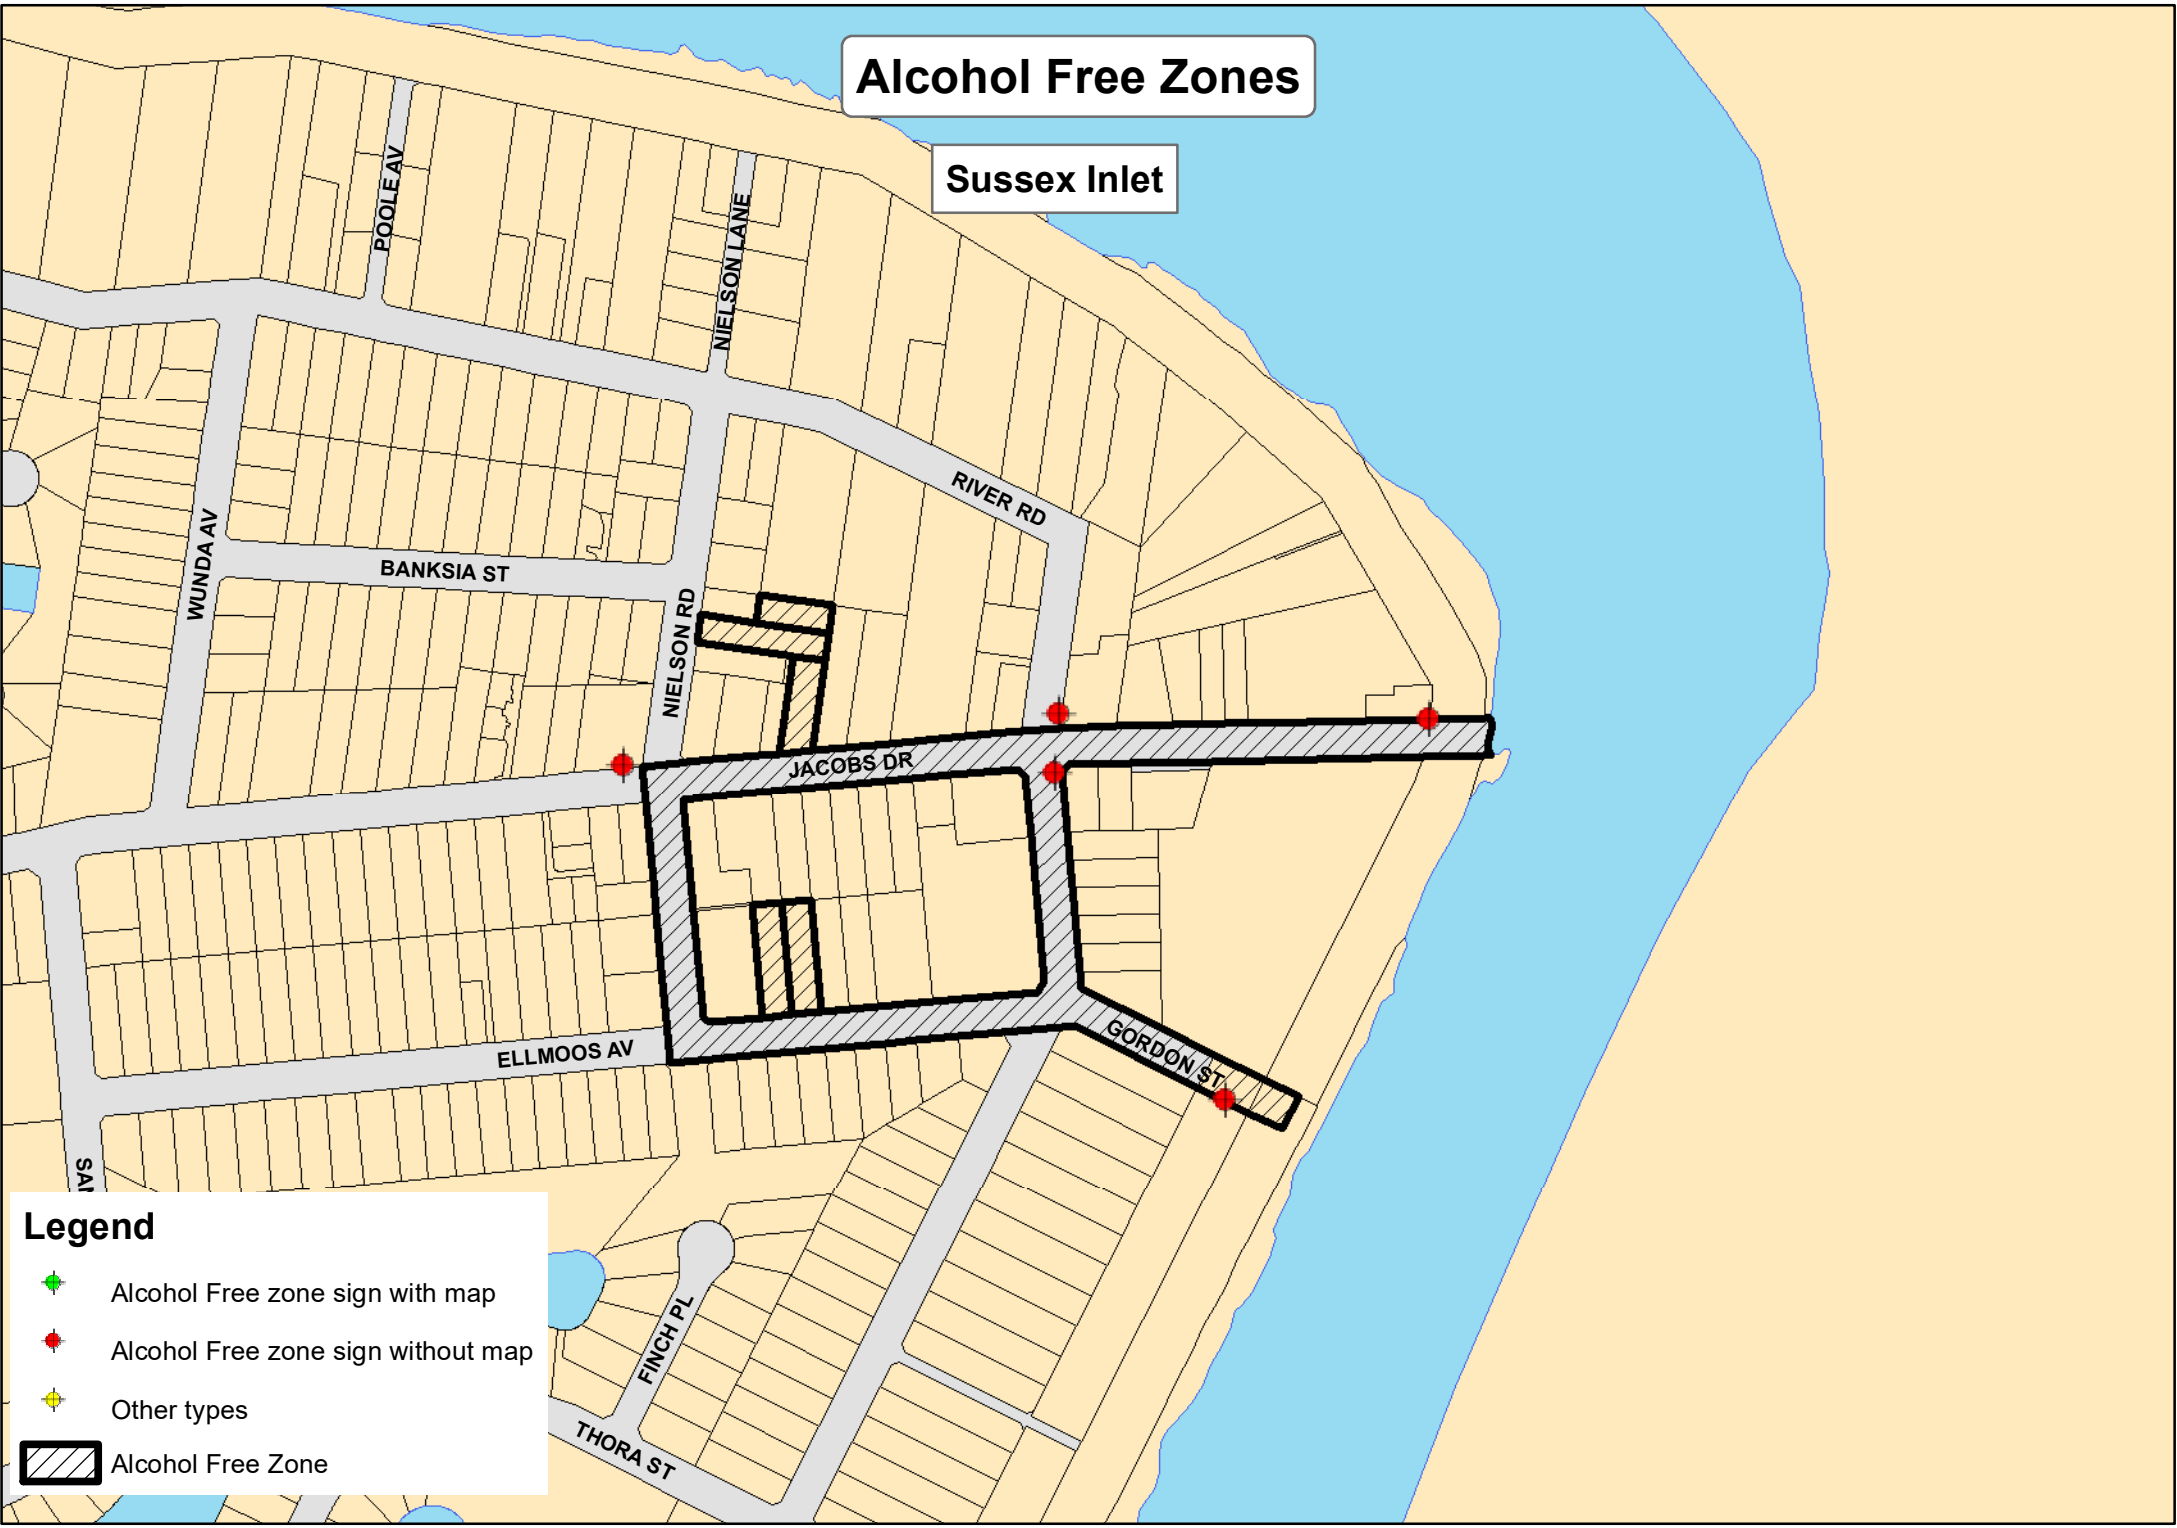 Alcohol Free Zones
Sussex Inlet
POOLE AV
NIELSON LANE
RIVER RD
WUNDA AV
BANKSIA ST
NIELSON RD
JACOBS DR
GORDON ST
ELLMOOS AV
FINCH PL
THORA ST
Legend
Alcohol Free zone sign with map
Alcohol Free zone sign without map
Other types
Alcohol Free Zone